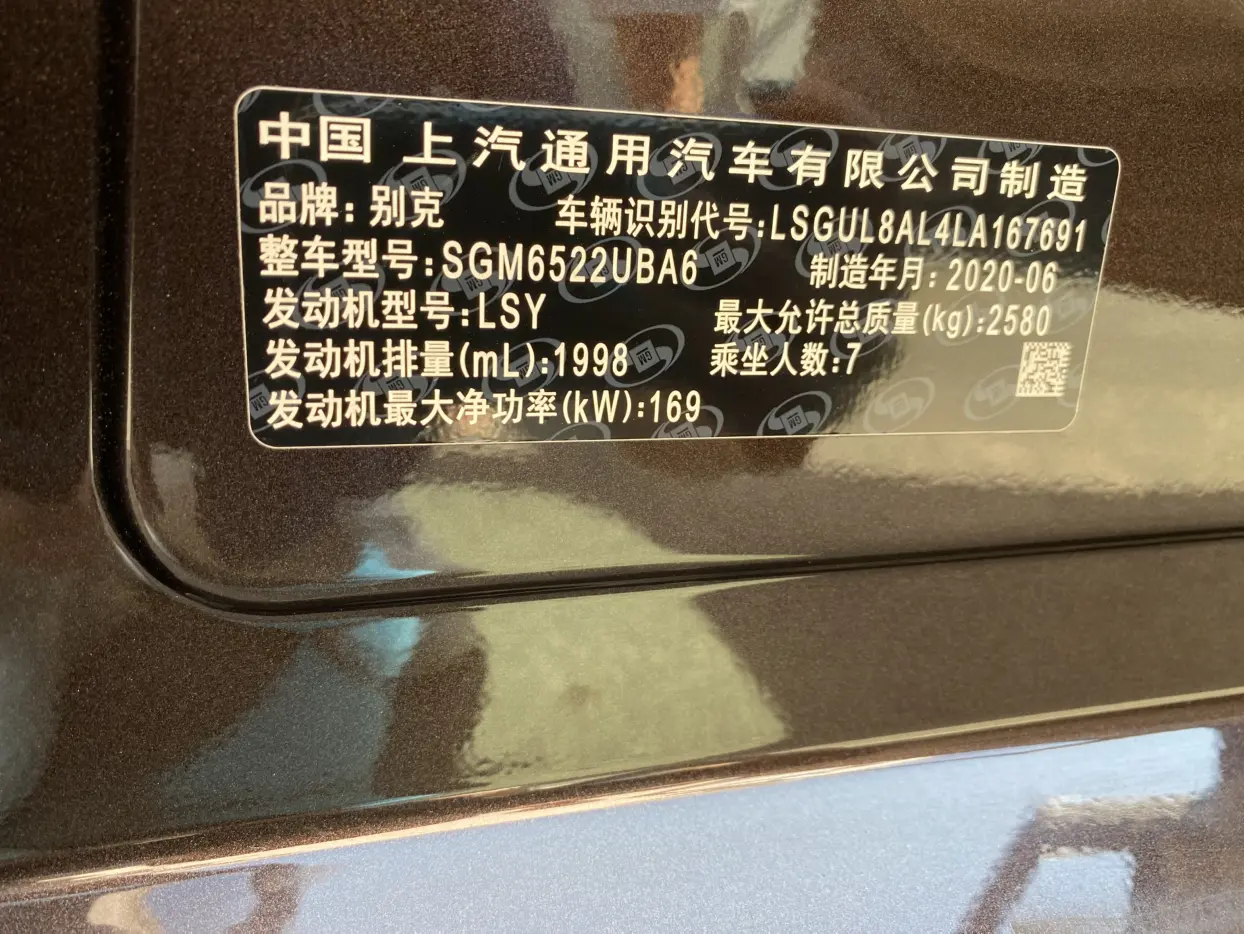 中国 上汽通用汽车有限公司制造
品牌：别克 车辆识别代号：LSGUL8AL4LA167691
整车型号：SGM6522UBA6 制造年月：2020-06
发动机型号：LSY 最大允许总质量(kg)：2580
发动机排量(mL)：1998 乘坐人数：7
发动机最大净功率(kW)：169